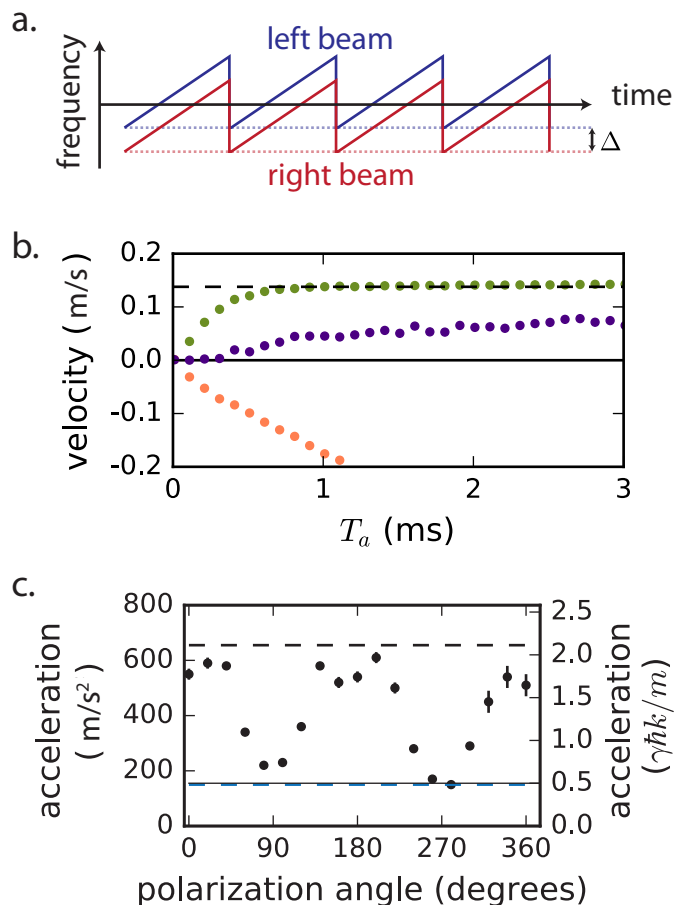 a.
left beam
frequency
time
Δ
right beam
b.
velocity (m/s)
0.2
0.1
0.0
-0.1
-0.2
0
1
2
3
T_a (ms)
c.
acceleration
(m/s²)
800
600
400
200
0
2.5
2.0
1.5
1.0
0.5
0.0
acceleration
(γħk/m)
0
90
180
270
360
polarization angle (degrees)